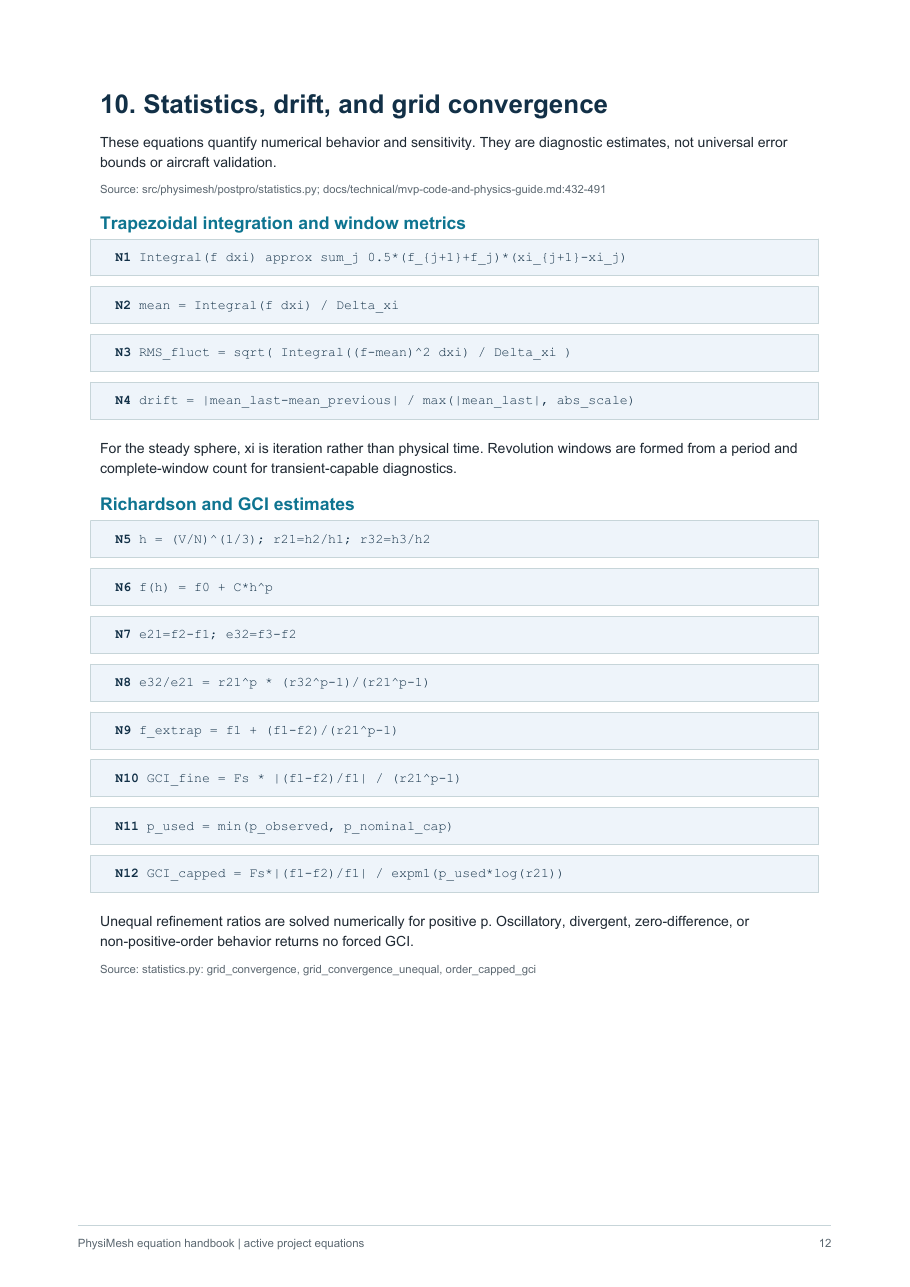 10. Statistics, drift, and grid convergence
These equations quantify numerical behavior and sensitivity. They are diagnostic estimates, not universal error
bounds or aircraft validation.
Source: src/physimesh/postpro/statistics.py; docs/technical/mvp-code-and-physics-guide.md:432-491
Trapezoidal integration and window metrics
N1 Integral(f dxi) approx sum_j 0.5*(f_{j+1}+f_j)*(xi_{j+1}-xi_j)
N2 mean = Integral(f dxi) / Delta_xi
N3 RMS_fluct = sqrt( Integral((f-mean)^2 dxi) / Delta_xi )
N4 drift = |mean_last-mean_previous| / max(|mean_last|, abs_scale)
For the steady sphere, xi is iteration rather than physical time. Revolution windows are formed from a period and
complete-window count for transient-capable diagnostics.
Richardson and GCI estimates
N5 h = (V/N)^(1/3); r21=h2/h1; r32=h3/h2
N6 f(h) = f0 + C*h^p
N7 e21=f2-f1; e32=f3-f2
N8 e32/e21 = r21^p * (r32^p-1)/(r21^p-1)
N9 f_extrap = f1 + (f1-f2)/(r21^p-1)
N10 GCI_fine = Fs * |(f1-f2)/f1| / (r21^p-1)
N11 p_used = min(p_observed, p_nominal_cap)
N12 GCI_capped = Fs*|(f1-f2)/f1| / expm1(p_used*log(r21))
Unequal refinement ratios are solved numerically for positive p. Oscillatory, divergent, zero-difference, or
non-positive-order behavior returns no forced GCI.
Source: statistics.py: grid_convergence, grid_convergence_unequal, order_capped_gci
PhysiMesh equation handbook | active project equations
12